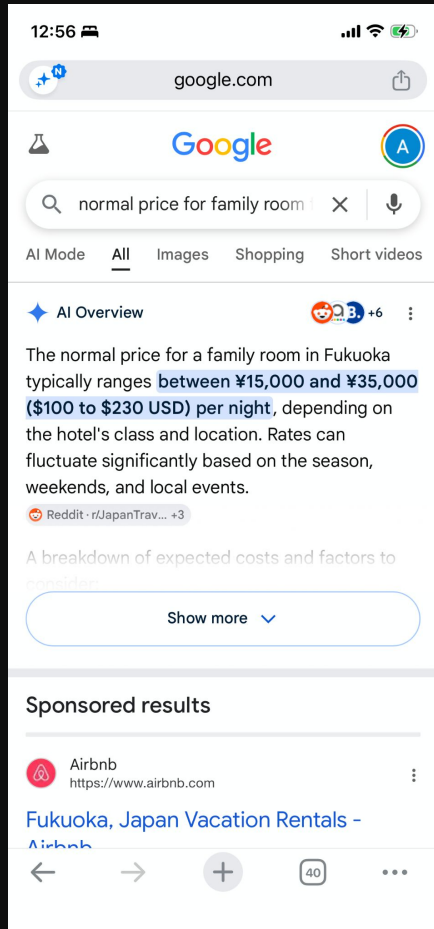 12:56
google.com
N
Google
A
normal price for family room
AI Mode All Images Shopping Short videos
AI Overview
B. +6
The normal price for a family room in Fukuoka
typically ranges between ¥15,000 and ¥35,000
($100 to $230 USD) per night, depending on
the hotel's class and location. Rates can
fluctuate significantly based on the season,
weekends, and local events.
Reddit · r/JapanTrav... +3
A breakdown of expected costs and factors to
consider:
Show more
Sponsored results
Airbnb
https://www.airbnb.com
Fukuoka, Japan Vacation Rentals -
Airbnb
40